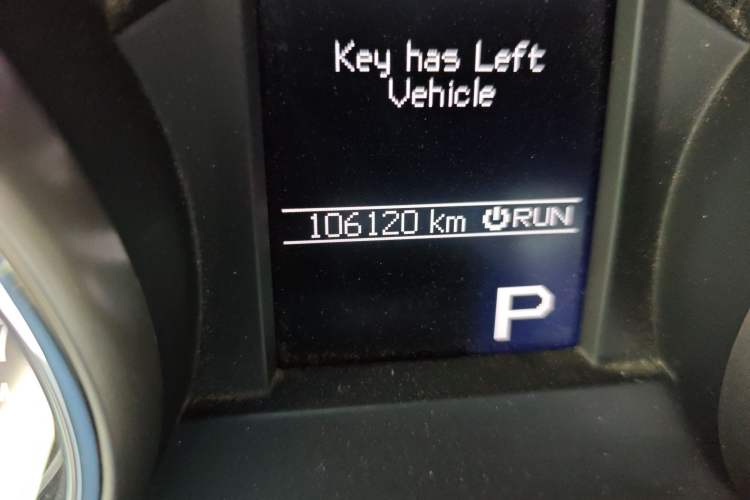 Key has Left
Vehicle
106120 km RUN
P